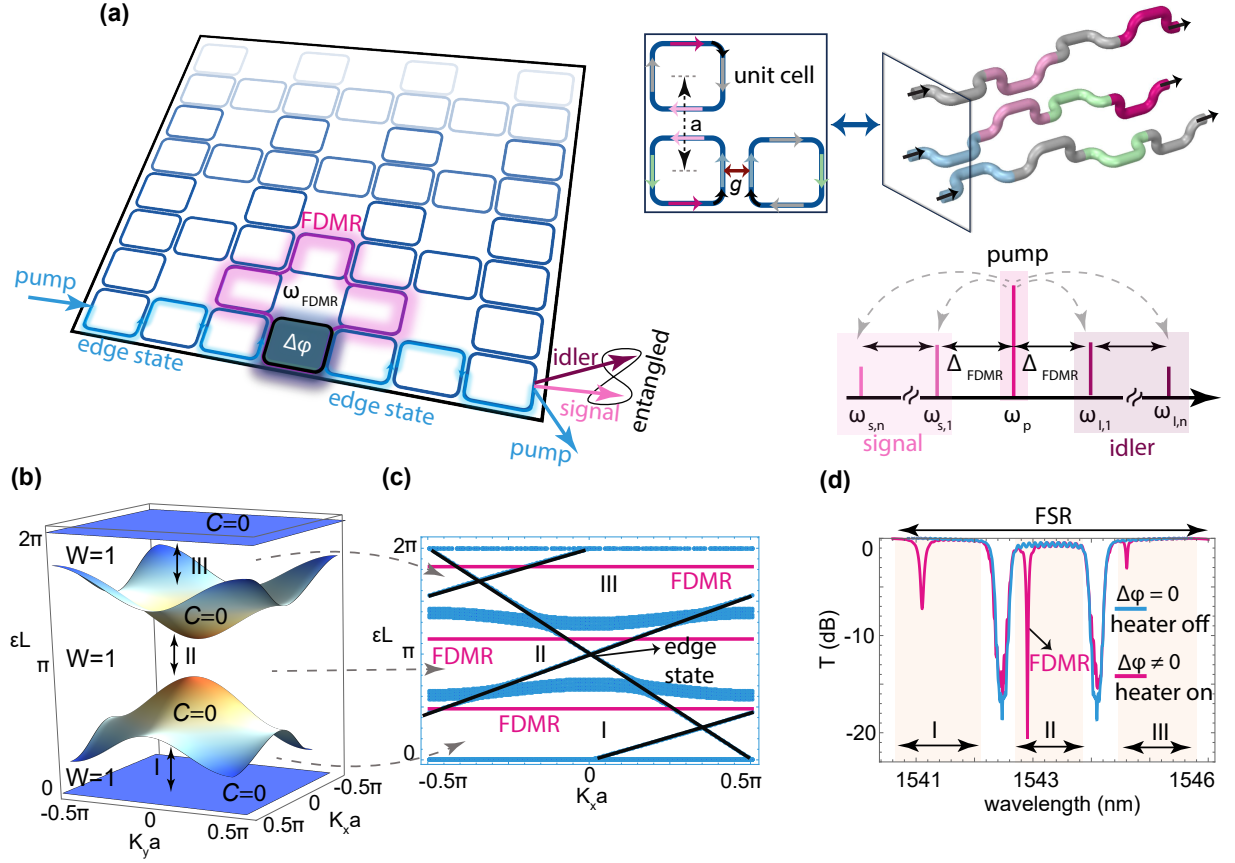 (a)
unit cell
a
g
FDMR
pump
ω_FDMR
Δφ
edge state
edge state
idler
signal
entangled
pump
pump
Δ_FDMR
Δ_FDMR
ω_s,n
ω_s,1
ω_p
ω_I,1
ω_I,n
signal
idler
(b)
C=0
2π
W=1
III
C=0
εL
W=1
II
C=0
W=1
I
C=0
0
-0.5π
0
0.5π
K_y a
0.5π
0
-0.5π
K_x a
(c)
2π
III
FDMR
εL
π
II
FDMR
edge
state
FDMR
I
0
-0.5π
0
0.5π
K_x a
(d)
FSR
0
-10
-20
T (dB)
Δφ = 0
heater off
FDMR
Δφ ≠ 0
heater on
I
II
III
1541
1543
1546
wavelength (nm)